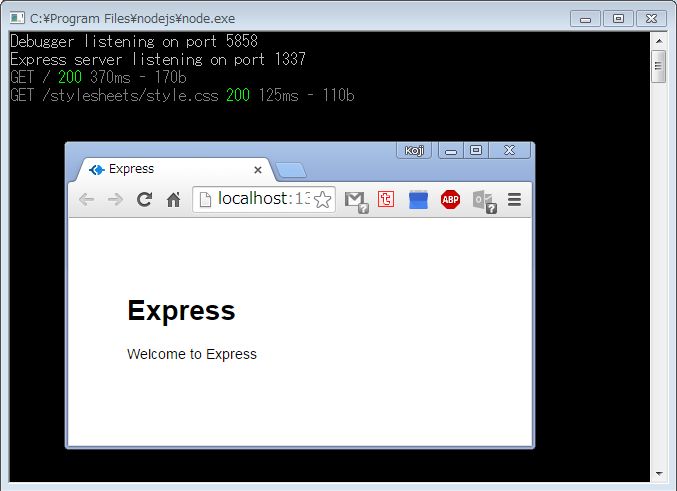 C:¥Program Files¥nodejs¥node.exe
Debugger listening on port 5858
Express server listening on port 1337
GET / 200 370ms - 170b
GET /stylesheets/style.css 200 125ms - 110b
Koji
Express
localhost:13
ABP
Express
Welcome to Express